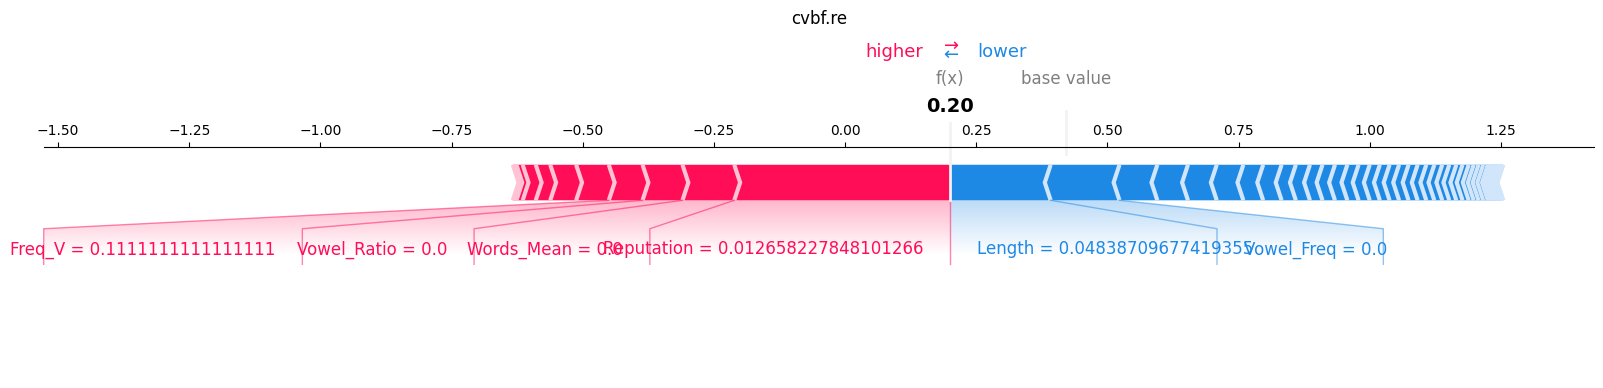 cvbf.re
higher → ← lower
f(x) base value
0.20
−1.50 −1.25 −1.00 −0.75 −0.50 −0.25 0.00 0.25 0.50 0.75 1.00 1.25
Freq_V = 0.1111111111111111 Vowel_Ratio = 0.0 Words_Mean = 0.0 Reputation = 0.012658227848101266 Length = 0.04838709677419355 Vowel_Freq = 0.0